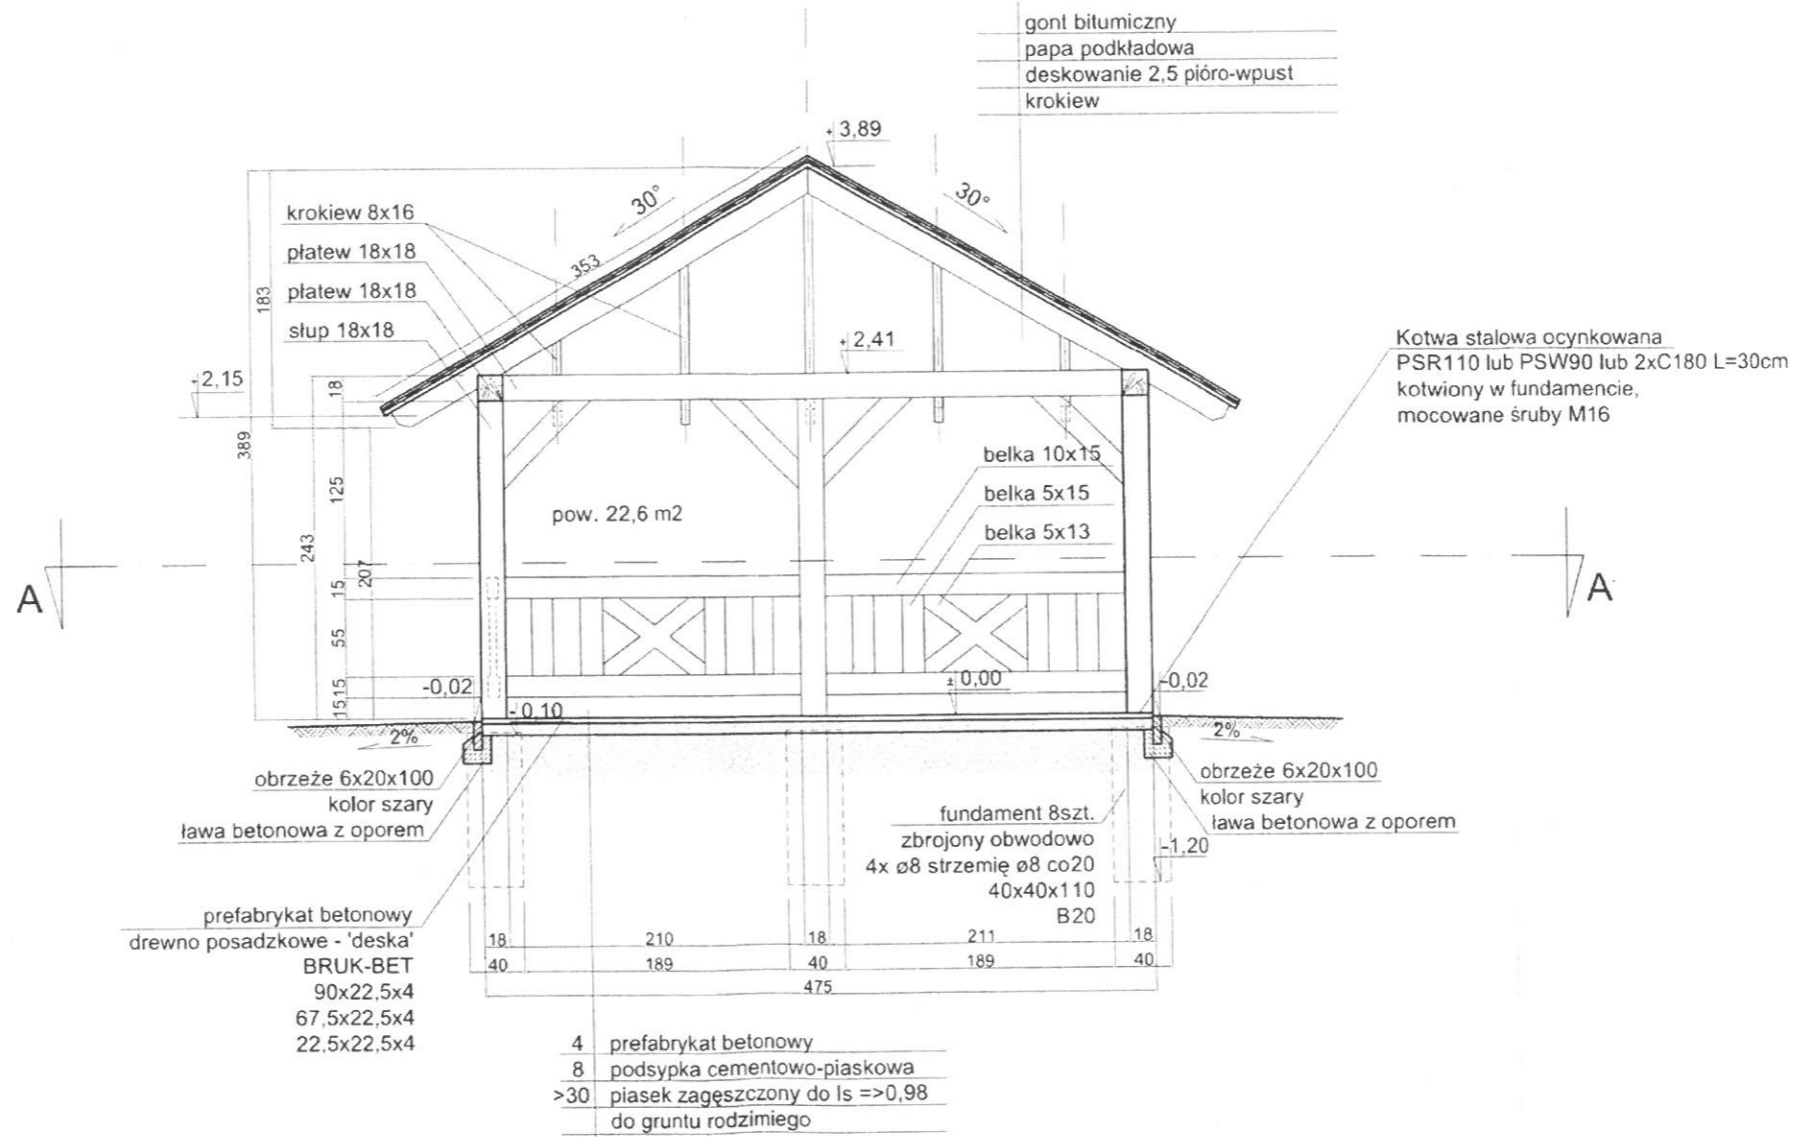 gont bitumiczny
papa podkładowa
deskowanie 2,5 pióro-wpust
krokiew
+ 3,89
30°
30°
krokiew 8x16
płatew 18x18
płatew 18x18
słup 18x18
353
183
+2,15
+ 2,41
389
18
125
243
207
15
55
15
15
Kotwa stalowa ocynkowana
PSR110 lub PSW90 lub 2xC180 L=30cm
kotwiony w fundamencie,
mocowane śruby M16
belka 10x15
belka 5x15
belka 5x13
pow. 22,6 m2
A
A
-0,02
- 0,10
± 0,00
-0,02
2%
2%
obrzeże 6x20x100
kolor szary
ława betonowa z oporem
obrzeże 6x20x100
kolor szary
ława betonowa z oporem
fundament 8szt.
zbrojony obwodowo
4x ø8 strzemię ø8 co20
40x40x110
B20
-1,20
prefabrykat betonowy
drewno posadzkowe - 'deska'
BRUK-BET
90x22,5x4
67,5x22,5x4
22,5x22,5x4
18 210 18 211 18
40 189 40 189 40
475
4 prefabrykat betonowy
8 podsypka cementowo-piaskowa
>30 piasek zagęszczony do Is =>0,98
do gruntu rodzimiego